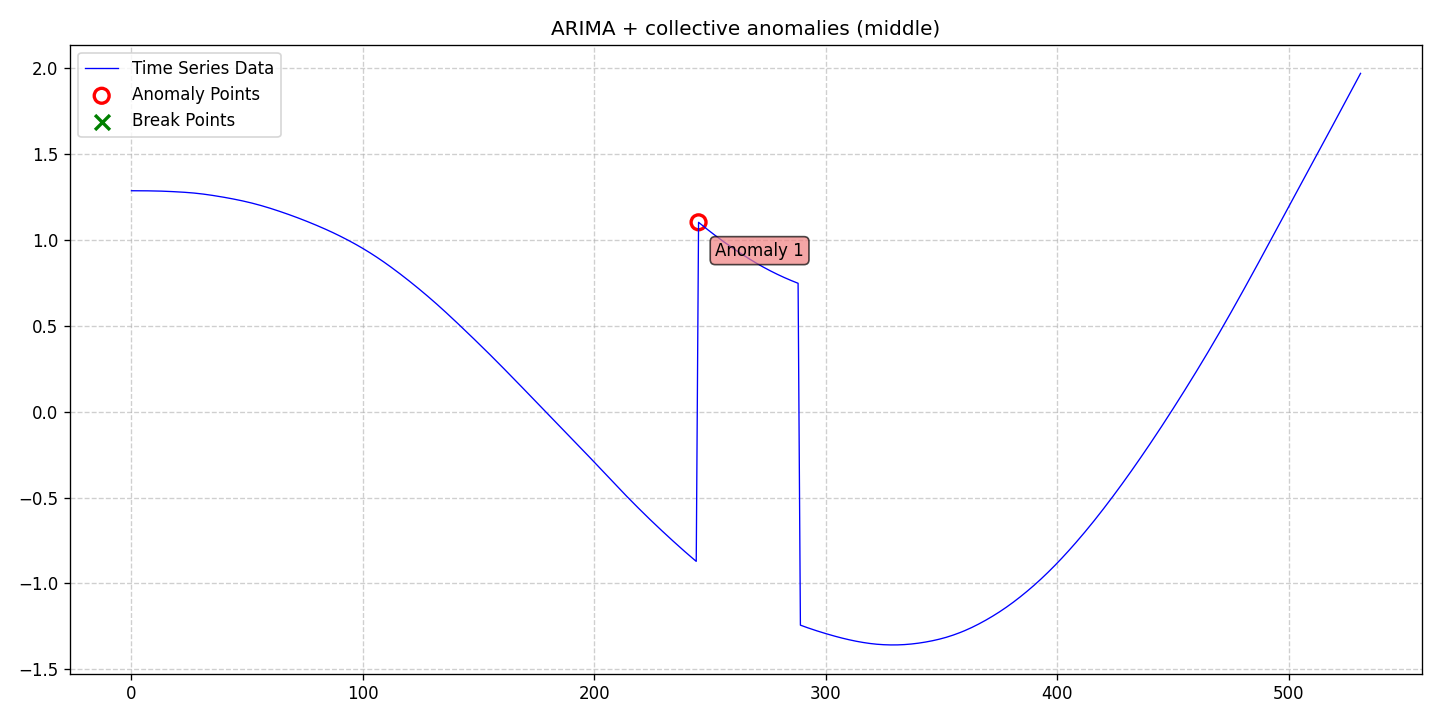 ARIMA + collective anomalies (middle)
Time Series Data
Anomaly Points
Break Points
2.0
1.5
1.0
0.5
0.0
−0.5
−1.0
−1.5
Anomaly 1
0 100 200 300 400 500